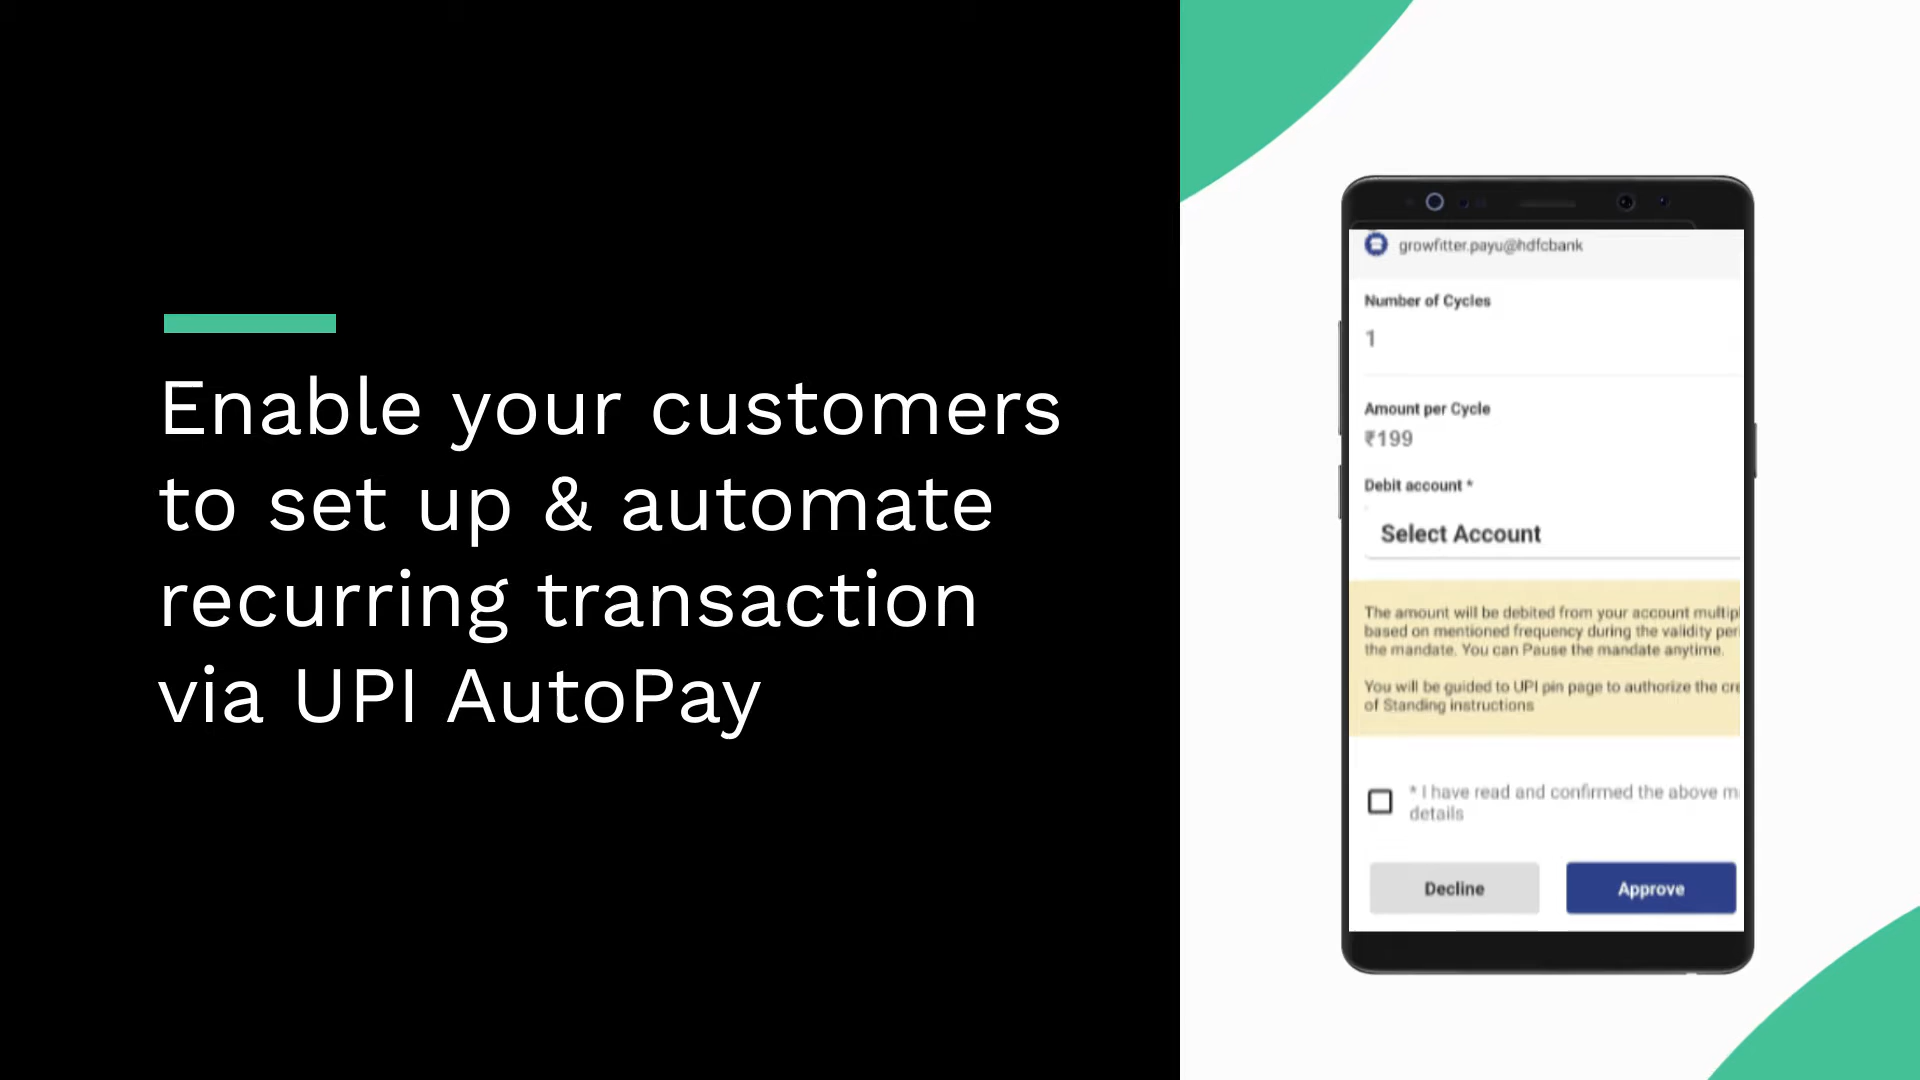 Enable your customers
to set up & automate
recurring transaction
via UPI AutoPay
growfitter.payu@hdfcbank
Number of Cycles
1
Amount per Cycle
₹199
Debit account *
Select Account
The amount will be debited from your account
based on mentioned frequency during the validity
the mandate. You can Pause the mandate anytime.
You will be guided to UPI pin page to authorize the
of Standing instructions
* I have read and confirmed the above
details
Decline
Approve